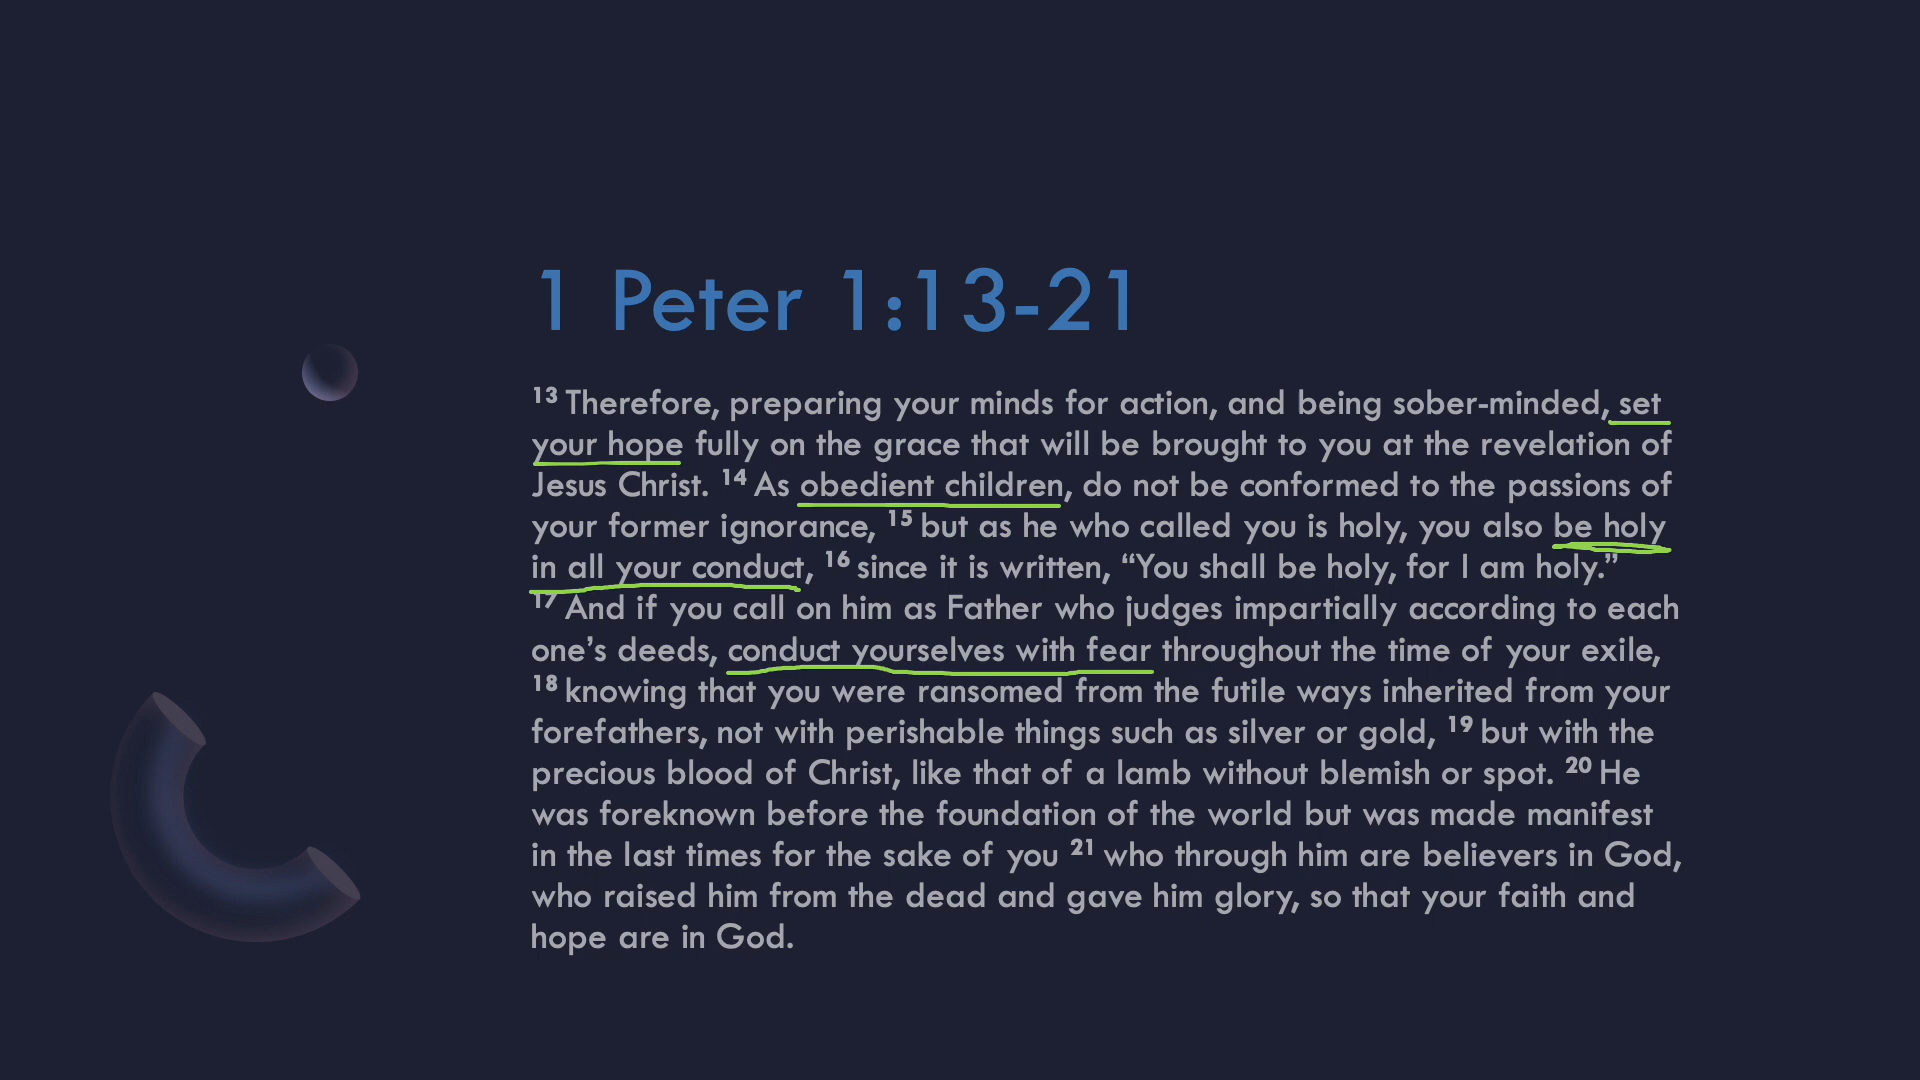 1 Peter 1:13-21
13 Therefore, preparing your minds for action, and being sober-minded, set
your hope fully on the grace that will be brought to you at the revelation of
Jesus Christ. 14 As obedient children, do not be conformed to the passions of
your former ignorance, 15 but as he who called you is holy, you also be holy
in all your conduct, 16 since it is written, “You shall be holy, for I am holy.”
17 And if you call on him as Father who judges impartially according to each
one’s deeds, conduct yourselves with fear throughout the time of your exile,
18 knowing that you were ransomed from the futile ways inherited from your
forefathers, not with perishable things such as silver or gold, 19 but with the
precious blood of Christ, like that of a lamb without blemish or spot. 20 He
was foreknown before the foundation of the world but was made manifest
in the last times for the sake of you 21 who through him are believers in God,
who raised him from the dead and gave him glory, so that your faith and
hope are in God.